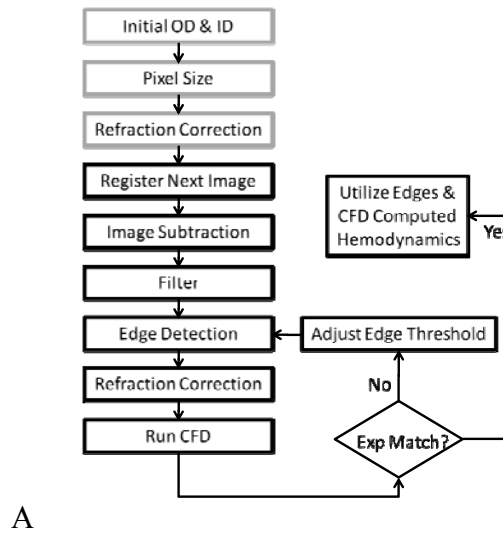 Initial OD & ID
Pixel Size
Refraction Correction
Register Next Image
Image Subtraction
Filter
Edge Detection
Refraction Correction
Run CFD
Utilize Edges &
CFD Computed
Hemodynamics
Yes
Adjust Edge Threshold
No
Exp Match?
A